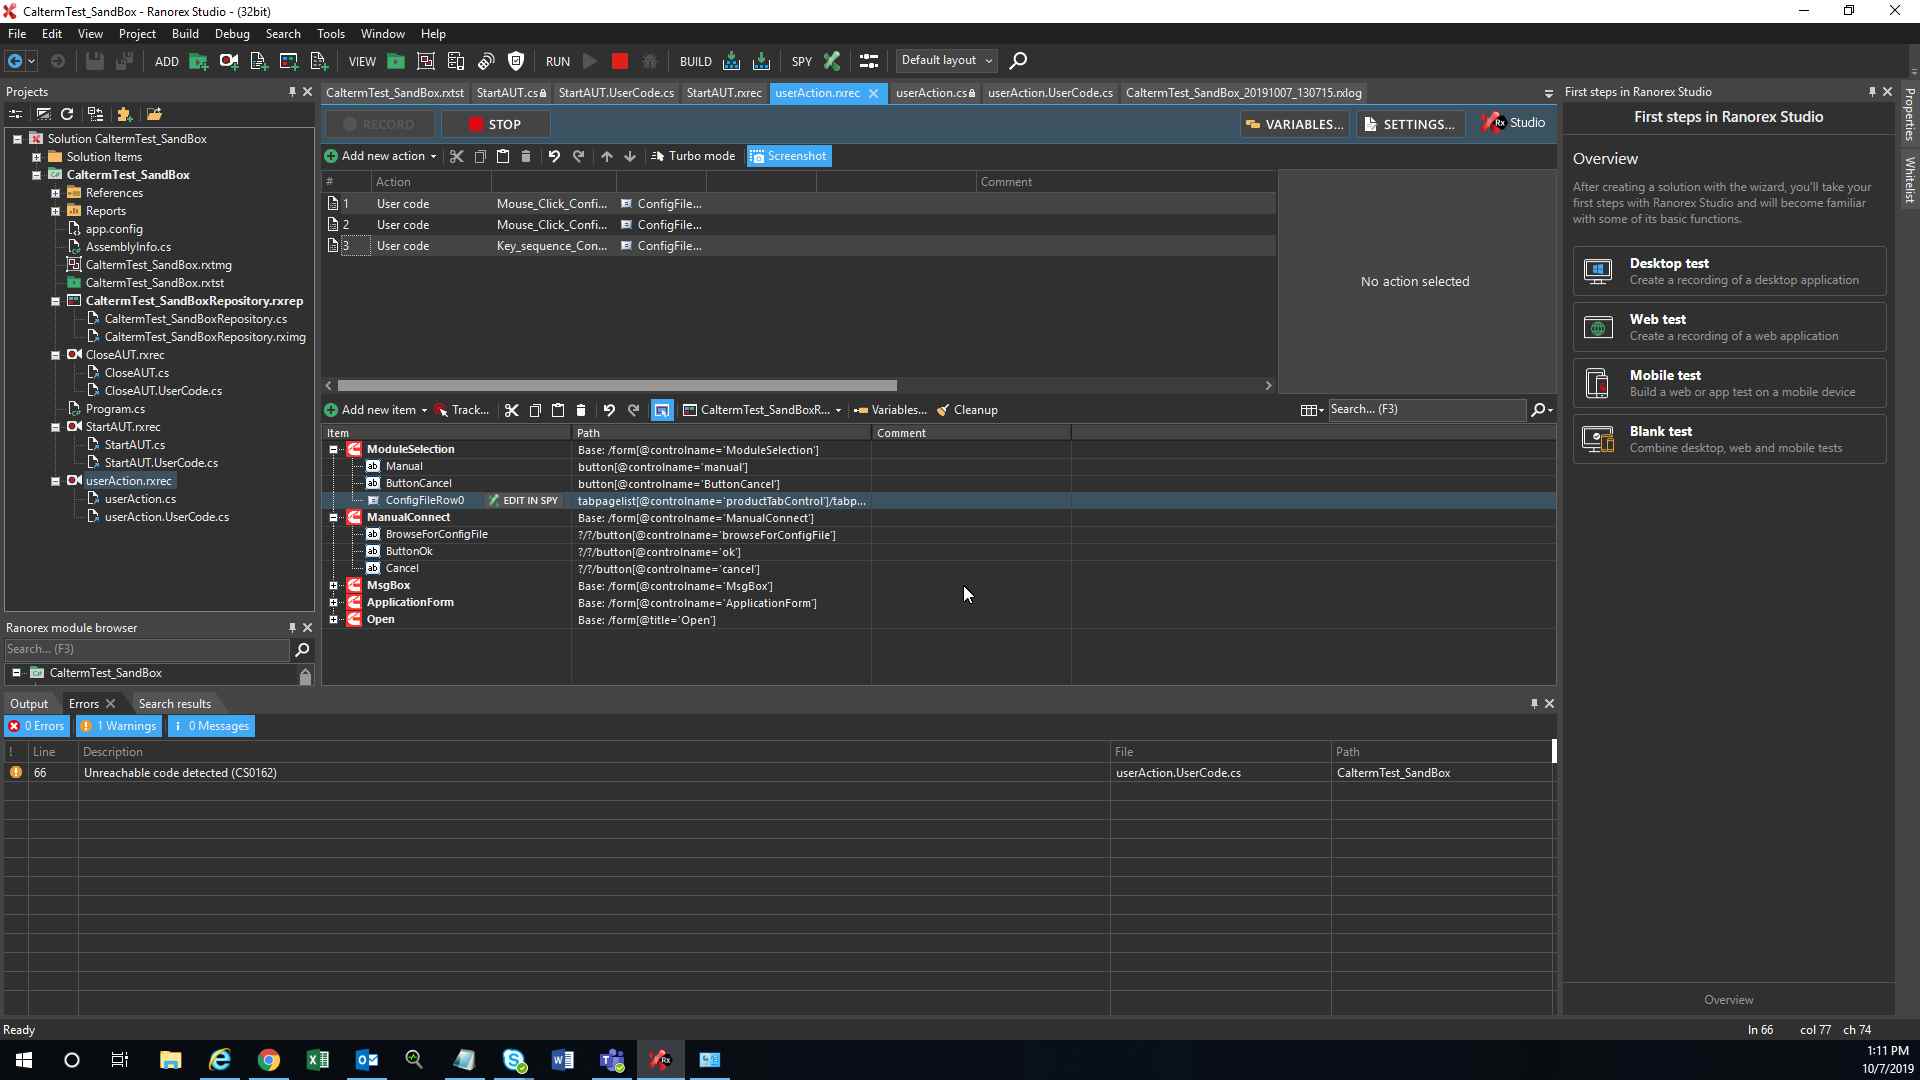 CaltermTest_SandBox - Ranorex Studio - (32bit)
File Edit View Project Build Debug Search Tools Window Help
ADD VIEW RUN BUILD SPY Default layout
Projects
Solution CaltermTest_SandBox
Solution Items
CaltermTest_SandBox
References
Reports
app.config
AssemblyInfo.cs
CaltermTest_SandBox.rxtmg
CaltermTest_SandBox.rxtst
CaltermTest_SandBoxRepository.rxrep
CaltermTest_SandBoxRepository.cs
CaltermTest_SandBoxRepository.rximg
CloseAUT.rxrec
CloseAUT.cs
CloseAUT.UserCode.cs
Program.cs
StartAUT.rxrec
StartAUT.cs
StartAUT.UserCode.cs
userAction.rxrec
userAction.cs
userAction.UserCode.cs
Ranorex module browser
Search... (F3)
CaltermTest_SandBox
CaltermTest_SandBox.rxtst StartAUT.cs StartAUT.UserCode.cs StartAUT.rxrec userAction.rxrec userAction.cs userAction.UserCode.cs CaltermTest_SandBox_20191007_130715.rxlog
RECORD STOP VARIABLES... SETTINGS... Rx Studio
Add new action Turbo mode Screenshot
# Action Comment
1 User code Mouse_Click_Confi... ConfigFile...
2 User code Mouse_Click_Confi... ConfigFile...
3 User code Key_sequence_Con... ConfigFile...
No action selected
Add new item Track... CaltermTest_SandBoxR... Variables... Cleanup Search... (F3)
Item Path Comment
ModuleSelection Base: /form[@controlname='ModuleSelection']
ab Manual button[@controlname='manual']
ab ButtonCancel button[@controlname='ButtonCancel']
ConfigFileRow0 EDIT IN SPY tabpagelist[@controlname='productTabControl']/tabp...
ManualConnect Base: /form[@controlname='ManualConnect']
ab BrowseForConfigFile ?/?/button[@controlname='browseForConfigFile']
ab ButtonOk ?/?/button[@controlname='ok']
ab Cancel ?/?/button[@controlname='cancel']
MsgBox Base: /form[@controlname='MsgBox']
ApplicationForm Base: /form[@controlname='ApplicationForm']
Open Base: /form[@title='Open']
First steps in Ranorex Studio
First steps in Ranorex Studio
Overview
After creating a solution with the wizard, you'll take your
first steps with Ranorex Studio and will become familiar
with some of its basic functions.
Desktop test
Create a recording of a desktop application
Web test
Create a recording of a web application
Mobile test
Build a web or app test on a mobile device
Blank test
Combine desktop, web and mobile tests
Overview
Properties
Whitelist
Output Errors Search results
0 Errors 1 Warnings 0 Messages
! Line Description File Path
66 Unreachable code detected (CS0162) userAction.UserCode.cs CaltermTest_SandBox
Ready ln 66 col 77 ch 74
1:11 PM
10/7/2019